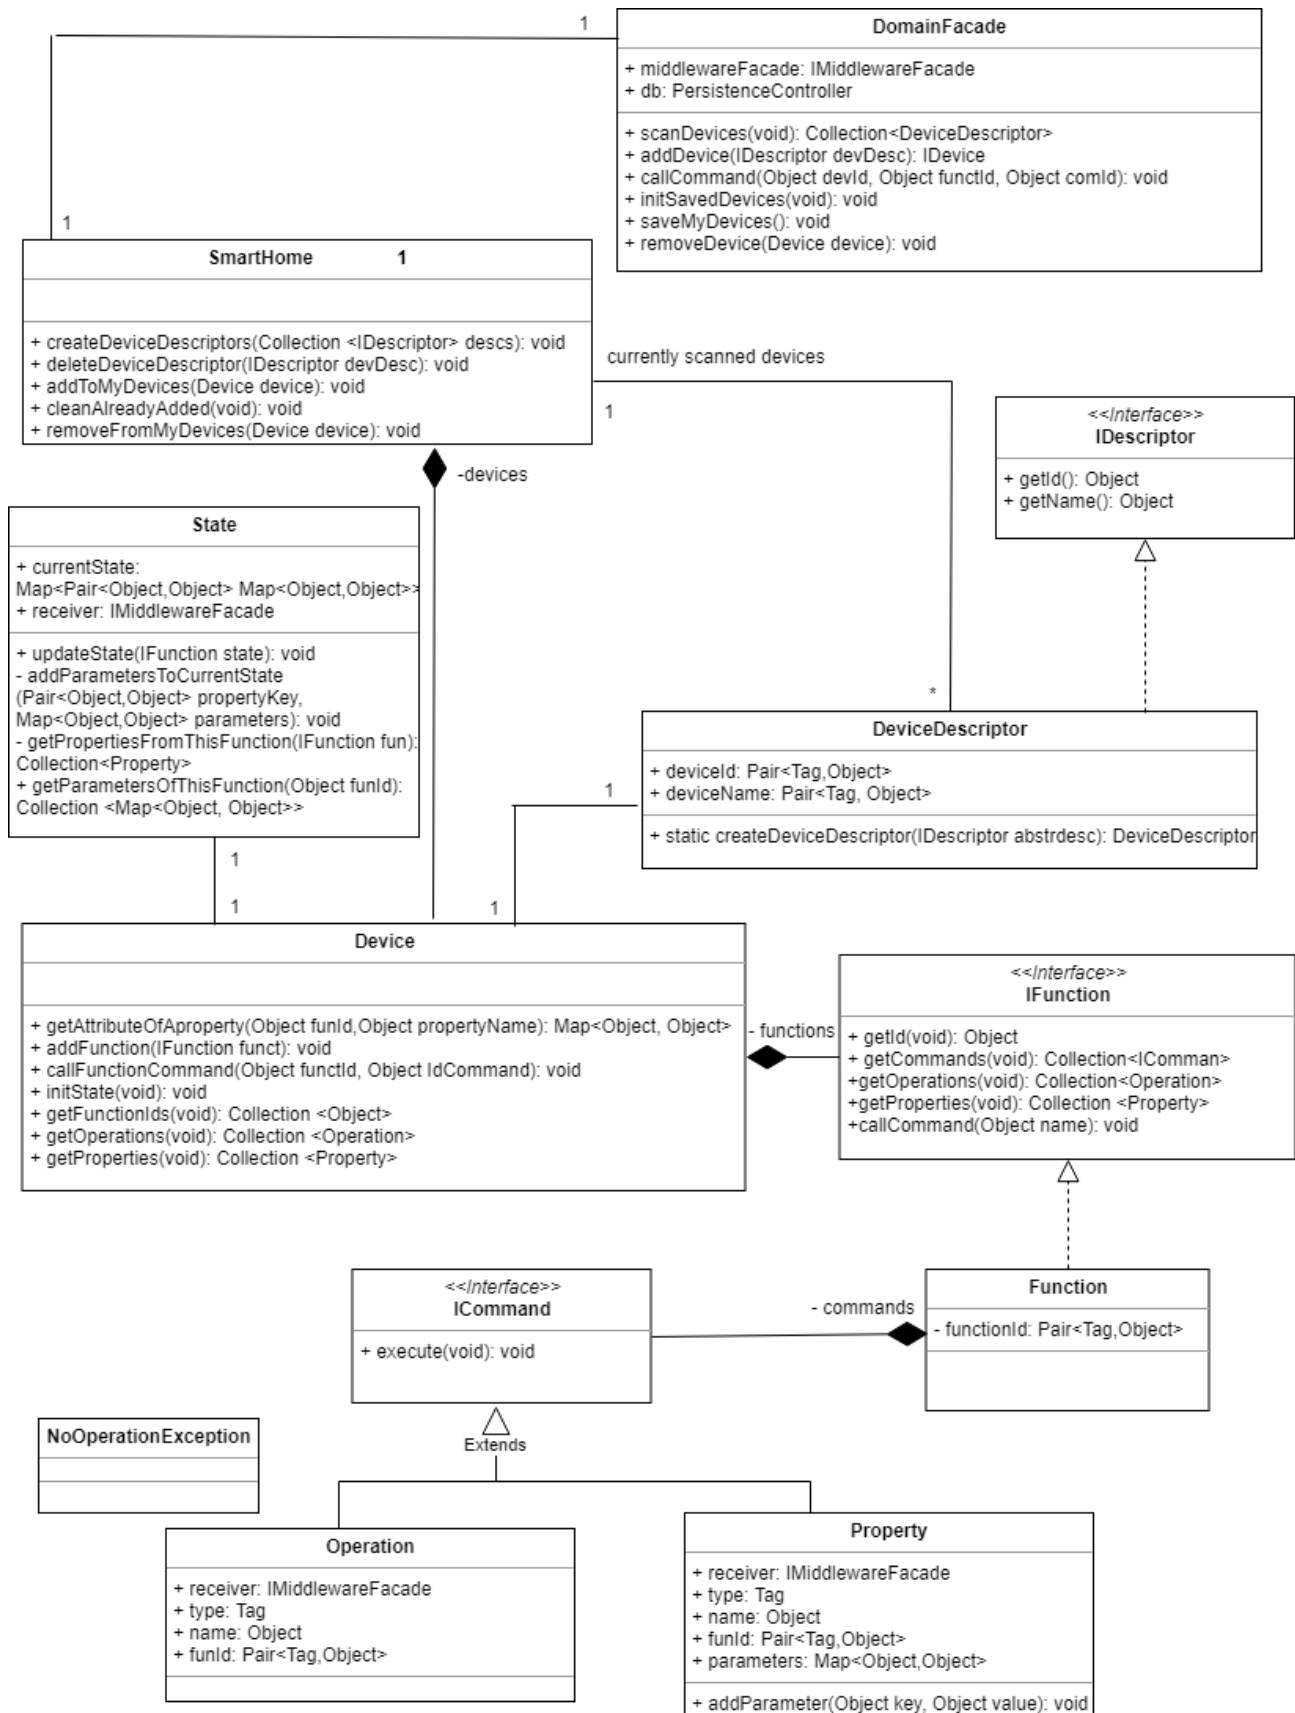 1
DomainFacade
+ middlewareFacade: IMiddlewareFacade
+ db: PersistenceController
+ scanDevices(void): Collection<DeviceDescriptor>
+ addDevice(IDescriptor devDesc): IDevice
+ callCommand(Object devId, Object functId, Object comId): void
+ initSavedDevices(void): void
+ saveMyDevices(): void
+ removeDevice(Device device): void
1
SmartHome 1
+ createDeviceDescriptors(Collection <IDescriptor> descs): void
+ deleteDeviceDescriptor(IDescriptor devDesc): void
+ addToMyDevices(Device device): void
+ cleanAlreadyAdded(void): void
+ removeFromMyDevices(Device device): void
currently scanned devices
1
<<Interface>>
IDescriptor
+ getId(): Object
+ getName(): Object
-devices
State
+ currentState:
Map<Pair<Object,Object> Map<Object,Object>>
+ receiver: IMiddlewareFacade
+ updateState(IFunction state): void
- addParametersToCurrentState
(Pair<Object,Object> propertyKey,
Map<Object,Object> parameters): void
- getPropertiesFromThisFunction(IFunction fun):
Collection<Property>
+ getParametersOfThisFunction(Object funId):
Collection <Map<Object, Object>>
*
DeviceDescriptor
+ deviceId: Pair<Tag,Object>
+ deviceName: Pair<Tag, Object>
+ static createDeviceDescriptor(IDescriptor abstrdesc): DeviceDescriptor
1
1
1
1
Device
+ getAttributeOfAproperty(Object funId,Object propertyName): Map<Object, Object>
+ addFunction(IFunction funct): void
+ callFunctionCommand(Object functId, Object IdCommand): void
+ initState(void): void
+ getFunctionIds(void): Collection <Object>
+ getOperations(void): Collection <Operation>
+ getProperties(void): Collection <Property>
- functions
<<Interface>>
IFunction
+ getId(void): Object
+ getCommands(void): Collection<IComman>
+getOperations(void): Collection<Operation>
+getProperties(void): Collection <Property>
+callCommand(Object name): void
<<Interface>>
ICommand
+ execute(void): void
- commands
Function
- functionId: Pair<Tag,Object>
Extends
NoOperationException
Operation
+ receiver: IMiddlewareFacade
+ type: Tag
+ name: Object
+ funId: Pair<Tag,Object>
Property
+ receiver: IMiddlewareFacade
+ type: Tag
+ name: Object
+ funId: Pair<Tag,Object>
+ parameters: Map<Object,Object>
+ addParameter(Object key, Object value): void